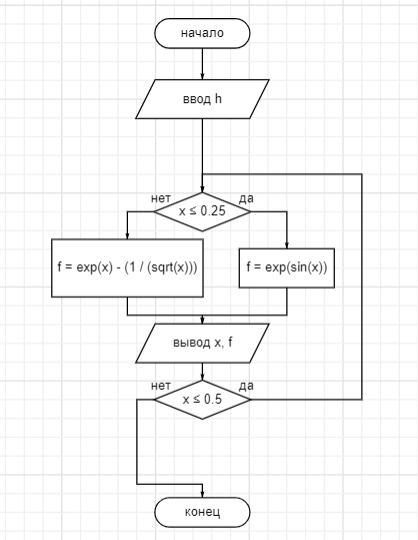 начало
ввод h
нет
да
x ≤ 0.25
f = exp(x) - (1 / (sqrt(x)))
f = exp(sin(x))
вывод x, f
нет
да
x ≤ 0.5
конец